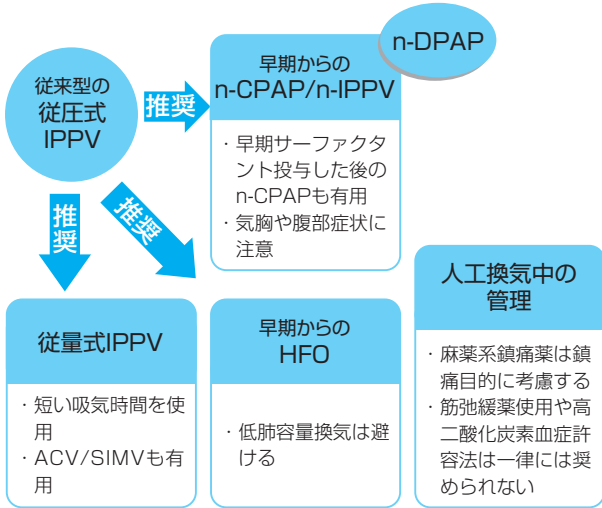 従来型の
従圧式
IPPV
推奨
早期からの
n-CPAP/n-IPPV
n-DPAP
・早期サーファクタ
ント投与した後の
n-CPAPも有用
・気胸や腹部症状に
注意
推奨
推奨
従量式IPPV
・短い吸気時間を使
用
・ACV/SIMVも有
用
早期からの
HFO
・低肺容量換気は避
ける
人工換気中の
管理
・麻薬系鎮痛薬は鎮
痛目的に考慮する
・筋弛緩薬使用や高
二酸化炭素血症許
容法は一律には奨
められない